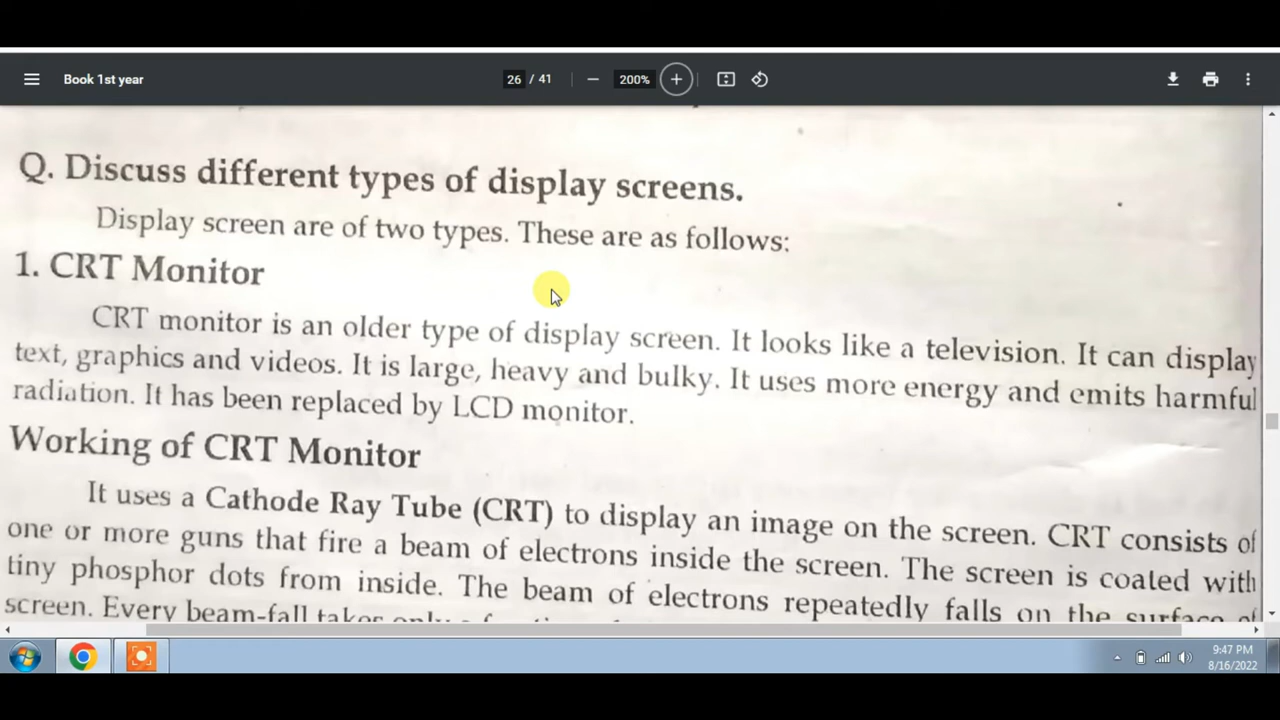 Book 1st year
26 / 41
200%
Q. Discuss different types of display screens.
Display screen are of two types. These are as follows:
1. CRT Monitor
CRT monitor is an older type of display screen. It looks like a television. It can display
text, graphics and videos. It is large, heavy and bulky. It uses more energy and emits harmful
radiation. It has been replaced by LCD monitor.
Working of CRT Monitor
It uses a Cathode Ray Tube (CRT) to display an image on the screen. CRT consists of
one or more guns that fire a beam of electrons inside the screen. The screen is coated with
tiny phosphor dots from inside. The beam of electrons repeatedly falls on the surface of
screen. Every beam-fall takes only a
9:47 PM
8/16/2022